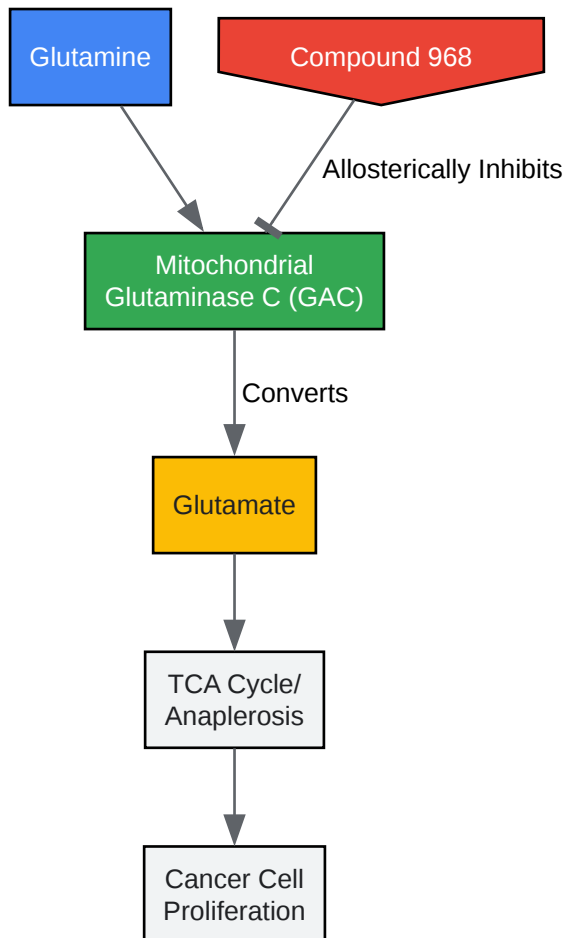 Glutamine
Compound 968
Allosterically Inhibits
Mitochondrial
Glutaminase C (GAC)
Converts
Glutamate
TCA Cycle/
Anaplerosis
Cancer Cell
Proliferation